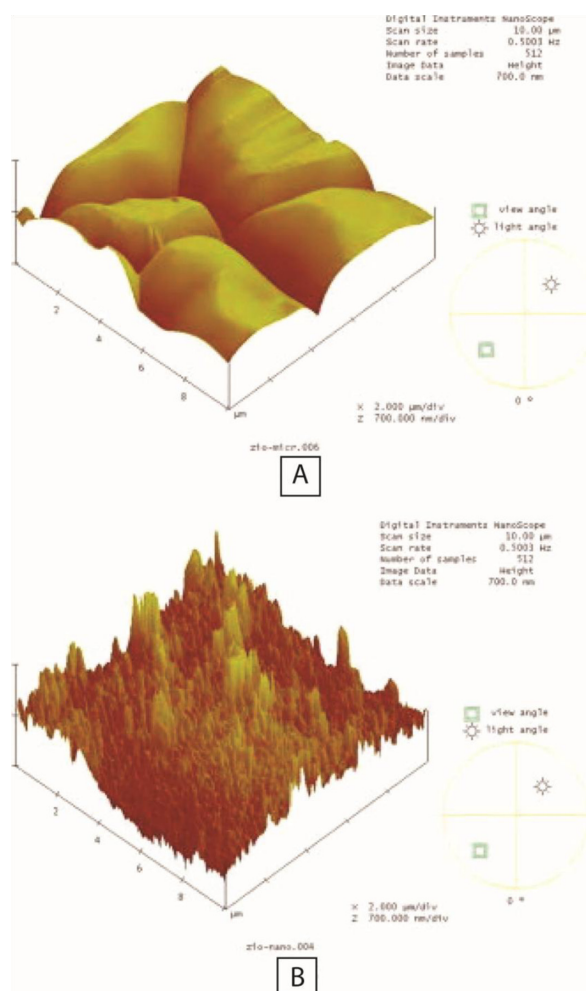 Digital Instruments NanoScope
Scan size 10.00 µm
Scan rate 0.5003 Hz
Number of samples 512
Image Data Height
Data scale 700.0 nm
view angle
light angle
0 °
2
4
6
8
µm
X 2.000 µm/div
Z 700.000 nm/div
zio-micr.006
A
Digital Instruments NanoScope
Scan size 10.00 µm
Scan rate 0.5003 Hz
Number of samples 512
Image Data Height
Data scale 700.0 nm
view angle
light angle
0 °
2
4
6
8
µm
X 2.000 µm/div
Z 700.000 nm/div
zio-nano.004
B